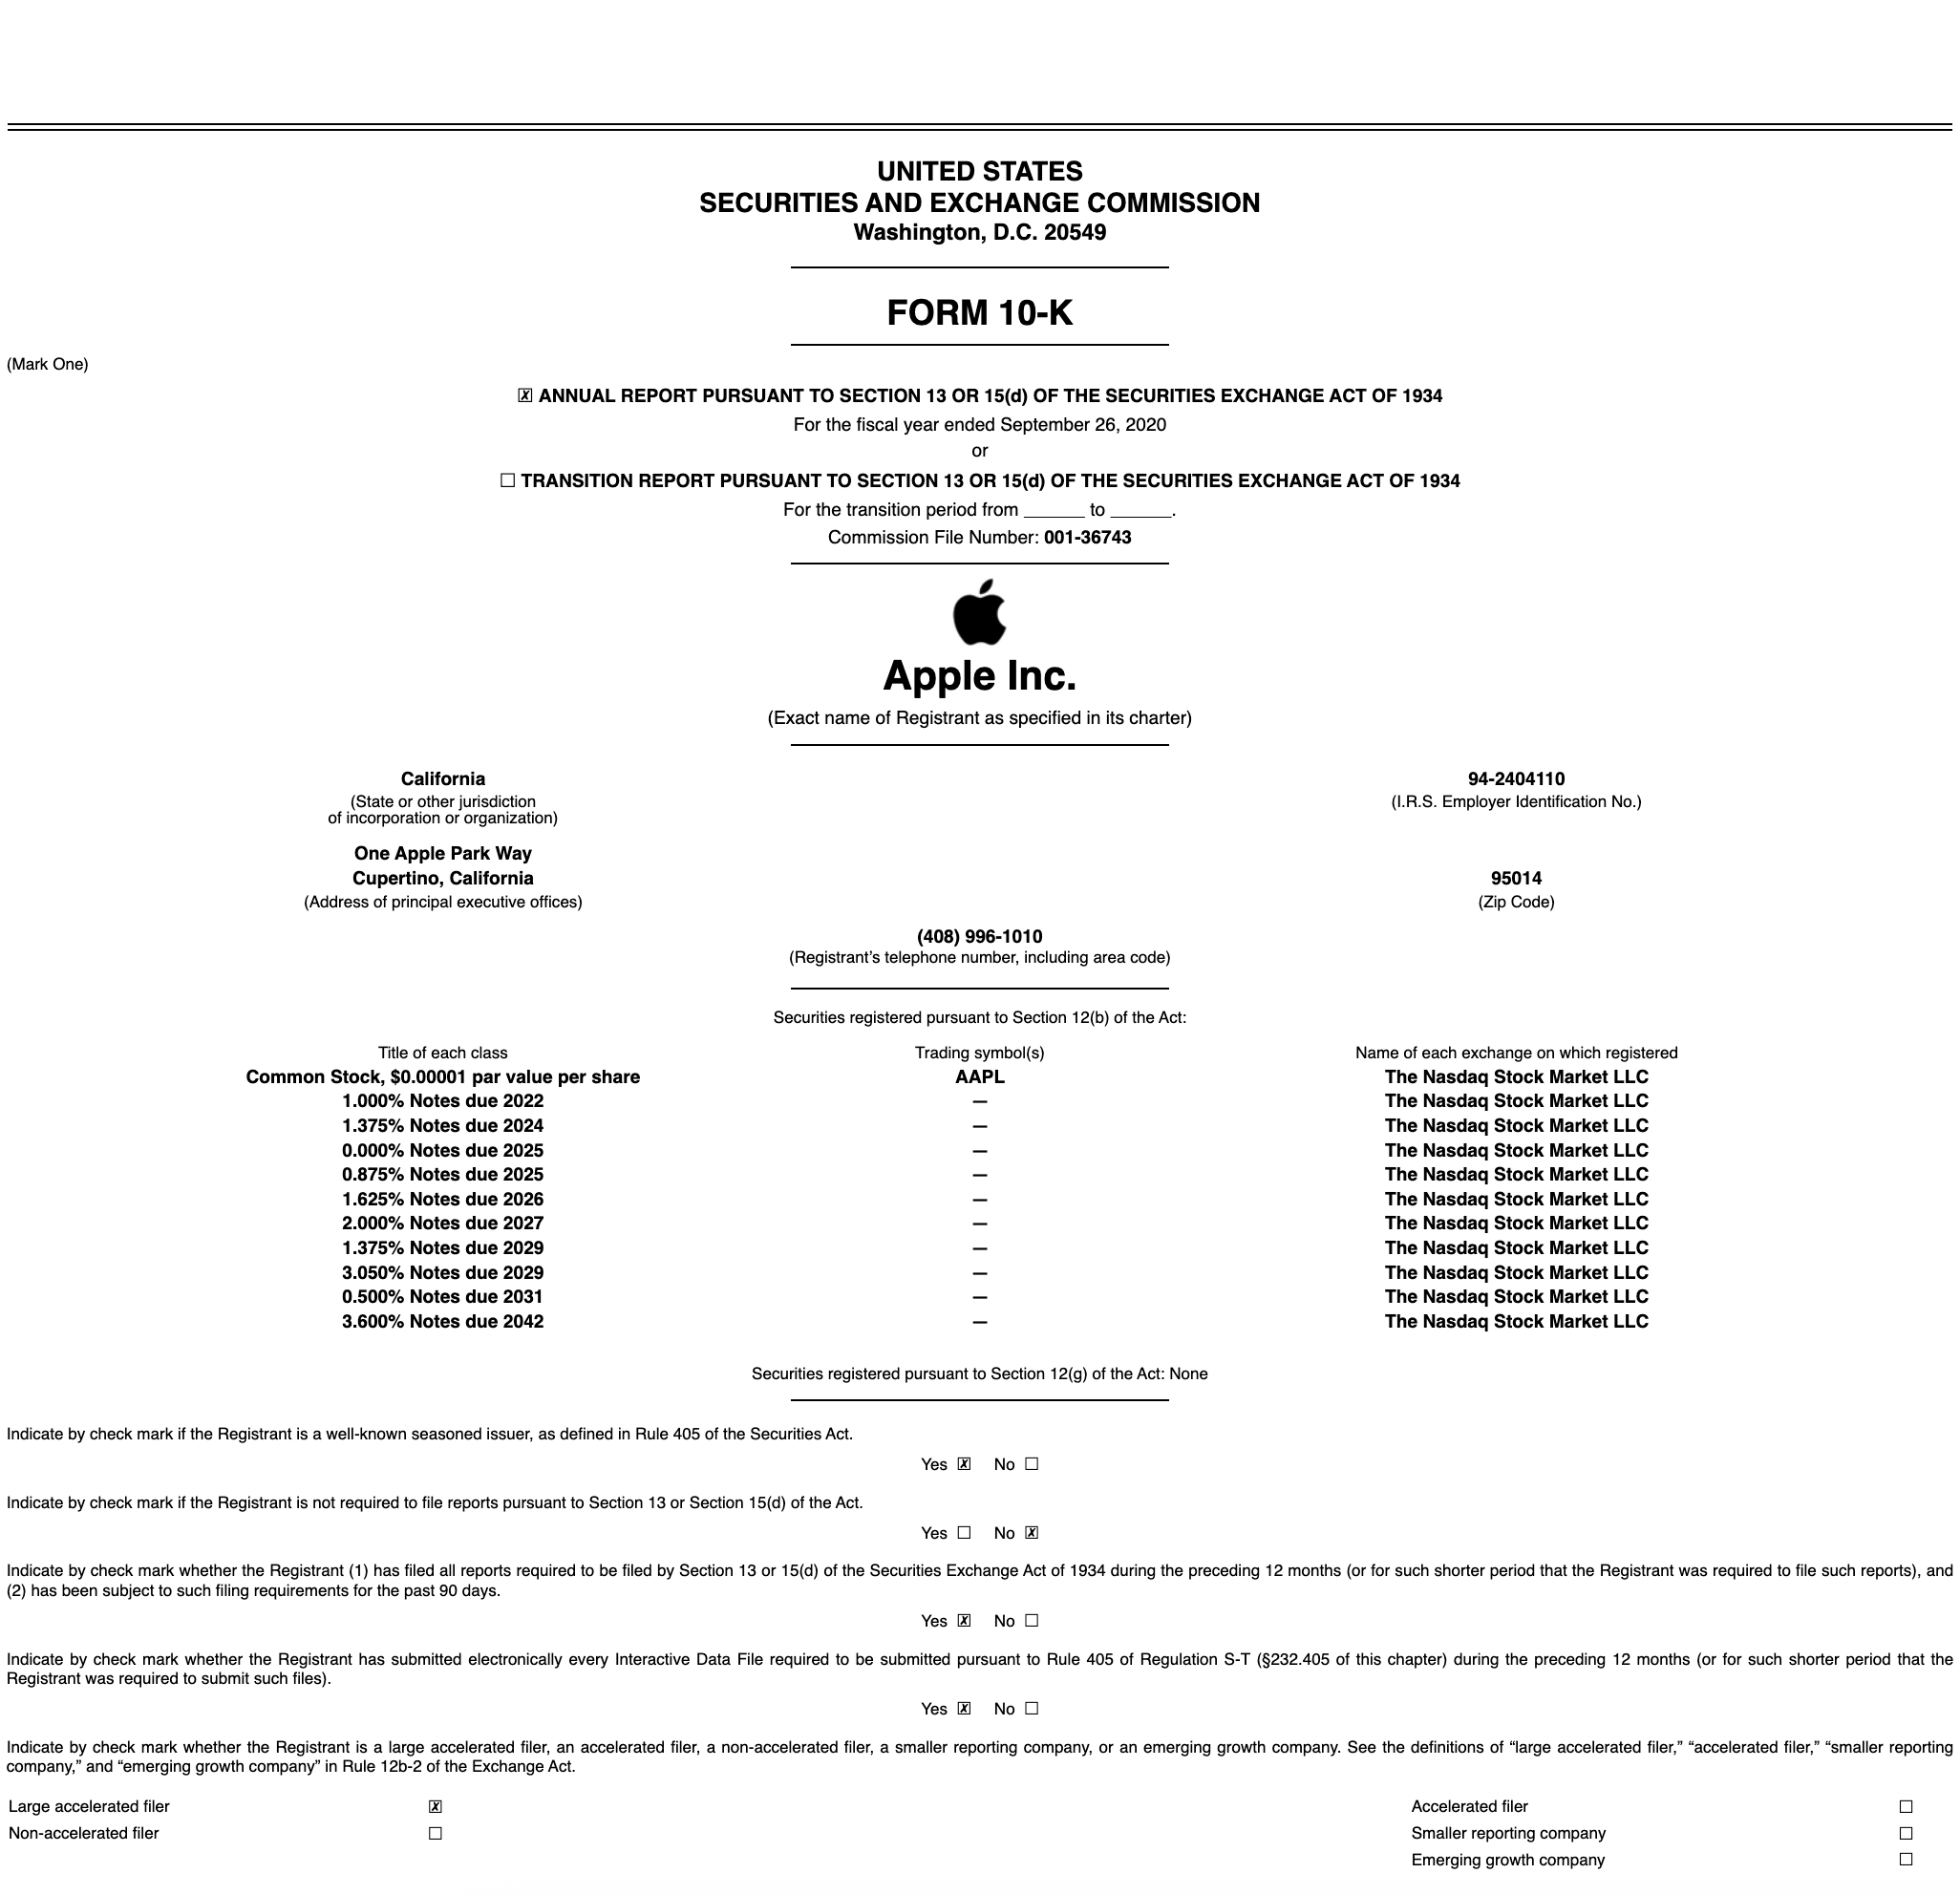 UNITED STATES
SECURITIES AND EXCHANGE COMMISSION
Washington, D.C. 20549
FORM 10-K
(Mark One)
☒ ANNUAL REPORT PURSUANT TO SECTION 13 OR 15(d) OF THE SECURITIES EXCHANGE ACT OF 1934
For the fiscal year ended September 26, 2020
or
☐ TRANSITION REPORT PURSUANT TO SECTION 13 OR 15(d) OF THE SECURITIES EXCHANGE ACT OF 1934
For the transition period from ______ to ______.
Commission File Number: 001-36743
Apple Inc.
(Exact name of Registrant as specified in its charter)
California 94-2404110
(State or other jurisdiction (I.R.S. Employer Identification No.)
of incorporation or organization)
One Apple Park Way
Cupertino, California 95014
(Address of principal executive offices) (Zip Code)
(408) 996-1010
(Registrant’s telephone number, including area code)
Securities registered pursuant to Section 12(b) of the Act:
Title of each class Trading symbol(s) Name of each exchange on which registered
Common Stock, $0.00001 par value per share AAPL The Nasdaq Stock Market LLC
1.000% Notes due 2022 — The Nasdaq Stock Market LLC
1.375% Notes due 2024 — The Nasdaq Stock Market LLC
0.000% Notes due 2025 — The Nasdaq Stock Market LLC
0.875% Notes due 2025 — The Nasdaq Stock Market LLC
1.625% Notes due 2026 — The Nasdaq Stock Market LLC
2.000% Notes due 2027 — The Nasdaq Stock Market LLC
1.375% Notes due 2029 — The Nasdaq Stock Market LLC
3.050% Notes due 2029 — The Nasdaq Stock Market LLC
0.500% Notes due 2031 — The Nasdaq Stock Market LLC
3.600% Notes due 2042 — The Nasdaq Stock Market LLC
Securities registered pursuant to Section 12(g) of the Act: None
Indicate by check mark if the Registrant is a well-known seasoned issuer, as defined in Rule 405 of the Securities Act.
Yes ☒ No ☐
Indicate by check mark if the Registrant is not required to file reports pursuant to Section 13 or Section 15(d) of the Act.
Yes ☐ No ☒
Indicate by check mark whether the Registrant (1) has filed all reports required to be filed by Section 13 or 15(d) of the Securities Exchange Act of 1934 during the preceding 12 months (or for such shorter period that the Registrant was required to file such reports), and
(2) has been subject to such filing requirements for the past 90 days.
Yes ☒ No ☐
Indicate by check mark whether the Registrant has submitted electronically every Interactive Data File required to be submitted pursuant to Rule 405 of Regulation S-T (§232.405 of this chapter) during the preceding 12 months (or for such shorter period that the
Registrant was required to submit such files).
Yes ☒ No ☐
Indicate by check mark whether the Registrant is a large accelerated filer, an accelerated filer, a non-accelerated filer, a smaller reporting company, or an emerging growth company. See the definitions of “large accelerated filer,” “accelerated filer,” “smaller reporting
company,” and “emerging growth company” in Rule 12b-2 of the Exchange Act.
Large accelerated filer ☒ Accelerated filer ☐
Non-accelerated filer ☐ Smaller reporting company ☐
Emerging growth company ☐